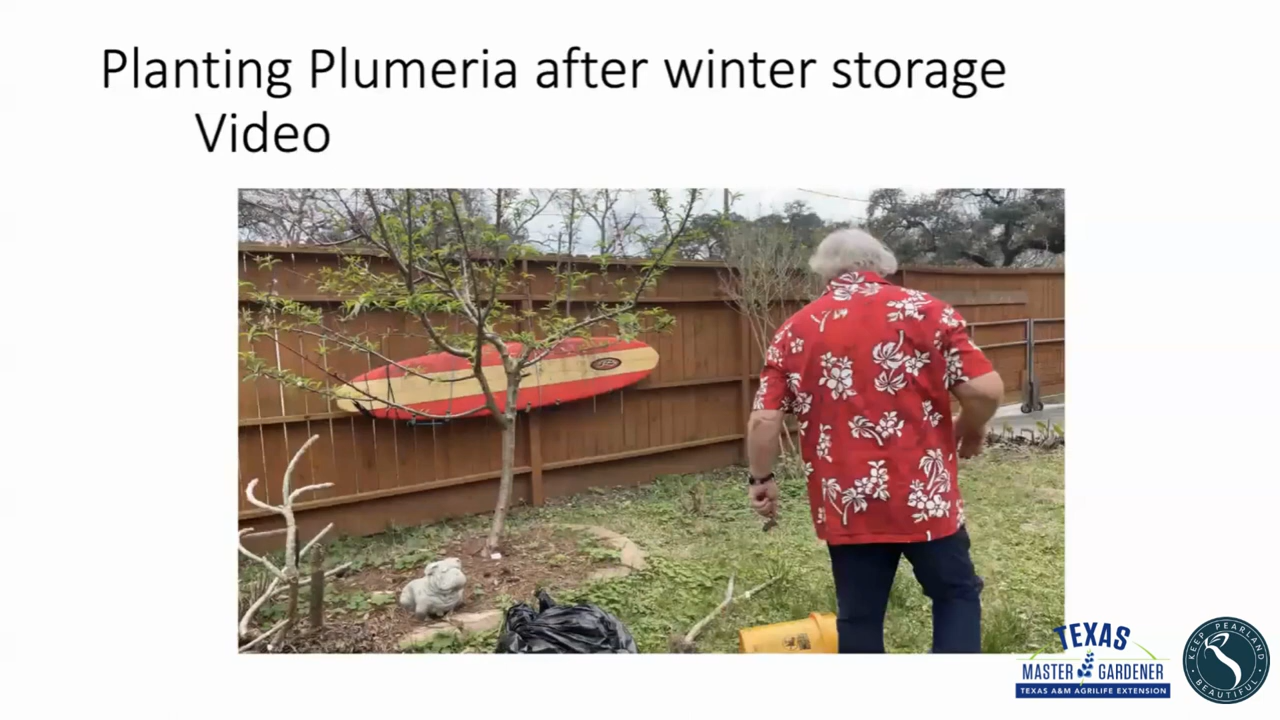 Planting Plumeria after winter storage
Video
TEXAS
MASTER GARDENER
TEXAS A&M AGRILIFE EXTENSION
KEEP PEARLAND
BEAUTIFUL